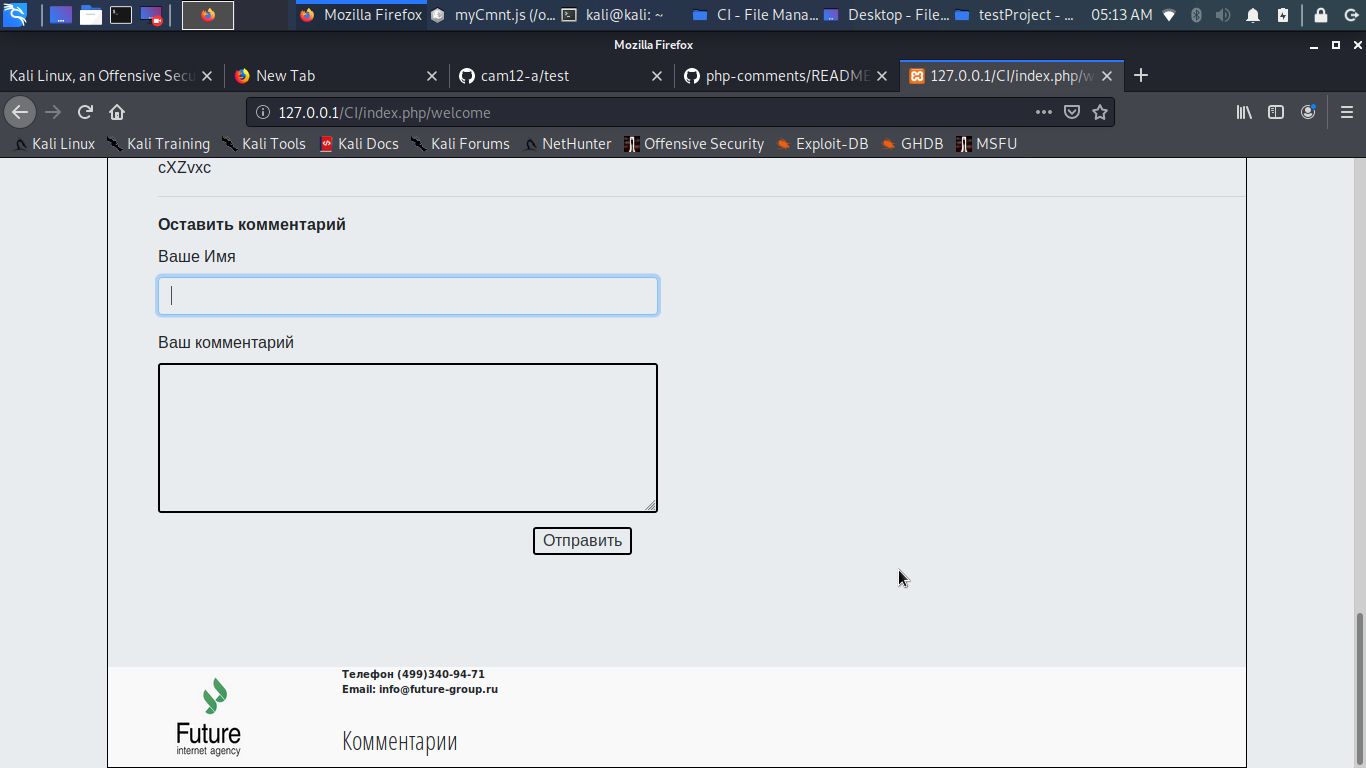 Mozilla Firefox
myCmnt.js (/o...
kali@kali: ~
CI - File Mana...
Desktop - File...
testProject - ...
05:13 AM
Mozilla Firefox
Kali Linux, an Offensive Secu
New Tab
cam12-a/test
php-comments/README
127.0.0.1/CI/index.php/w
127.0.0.1/CI/index.php/welcome
Kali Linux
Kali Training
Kali Tools
Kali Docs
Kali Forums
NetHunter
Offensive Security
Exploit-DB
GHDB
MSFU
cXZvxc
Оставить комментарий
Ваше Имя
Ваш комментарий
Отправить
Телефон (499)340-94-71
Email: info@future-group.ru
Future
internet agency
Комментарии